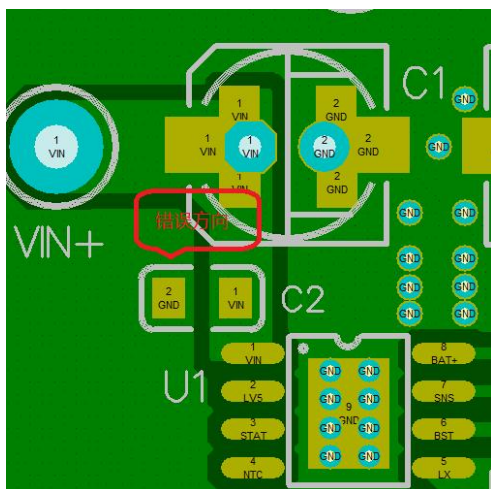 C1
1
VIN
2
GND
GND
1
VIN
1
VIN
1
VIN
2
GND
2
GND
GND
1
VIN
2
GND
错误方向
GND
GND
VIN+
GND
GND
2
GND
1
VIN
C2
GND
GND
GND
GND
1
VIN
8
BAT+
U1
GND
GND
2
LV5
7
SNS
GND
GND
9
GND
3
STAT
GND
GND
6
BST
4
NTC
GND
GND
5
LX